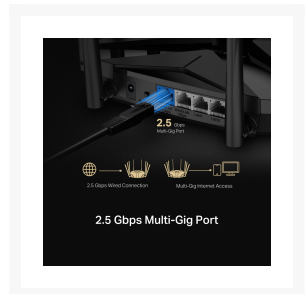 2.5 Gbps
Multi-Gig Port
2.5 Gbps Wired Connection
Multi-Gig Internet Access
2.5 Gbps Multi-Gig Port